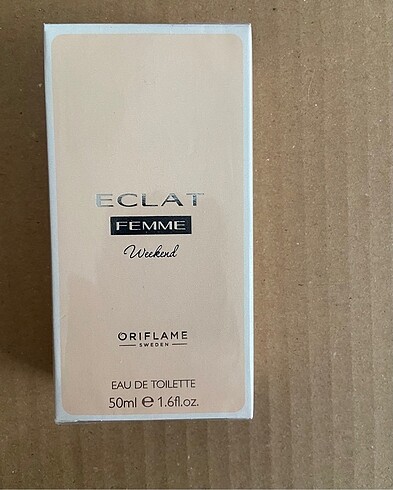 ECLAT
FEMME
Weekend
ORIFLAME
SWEDEN
EAU DE TOILETTE
50ml ℮ 1.6fl.oz.